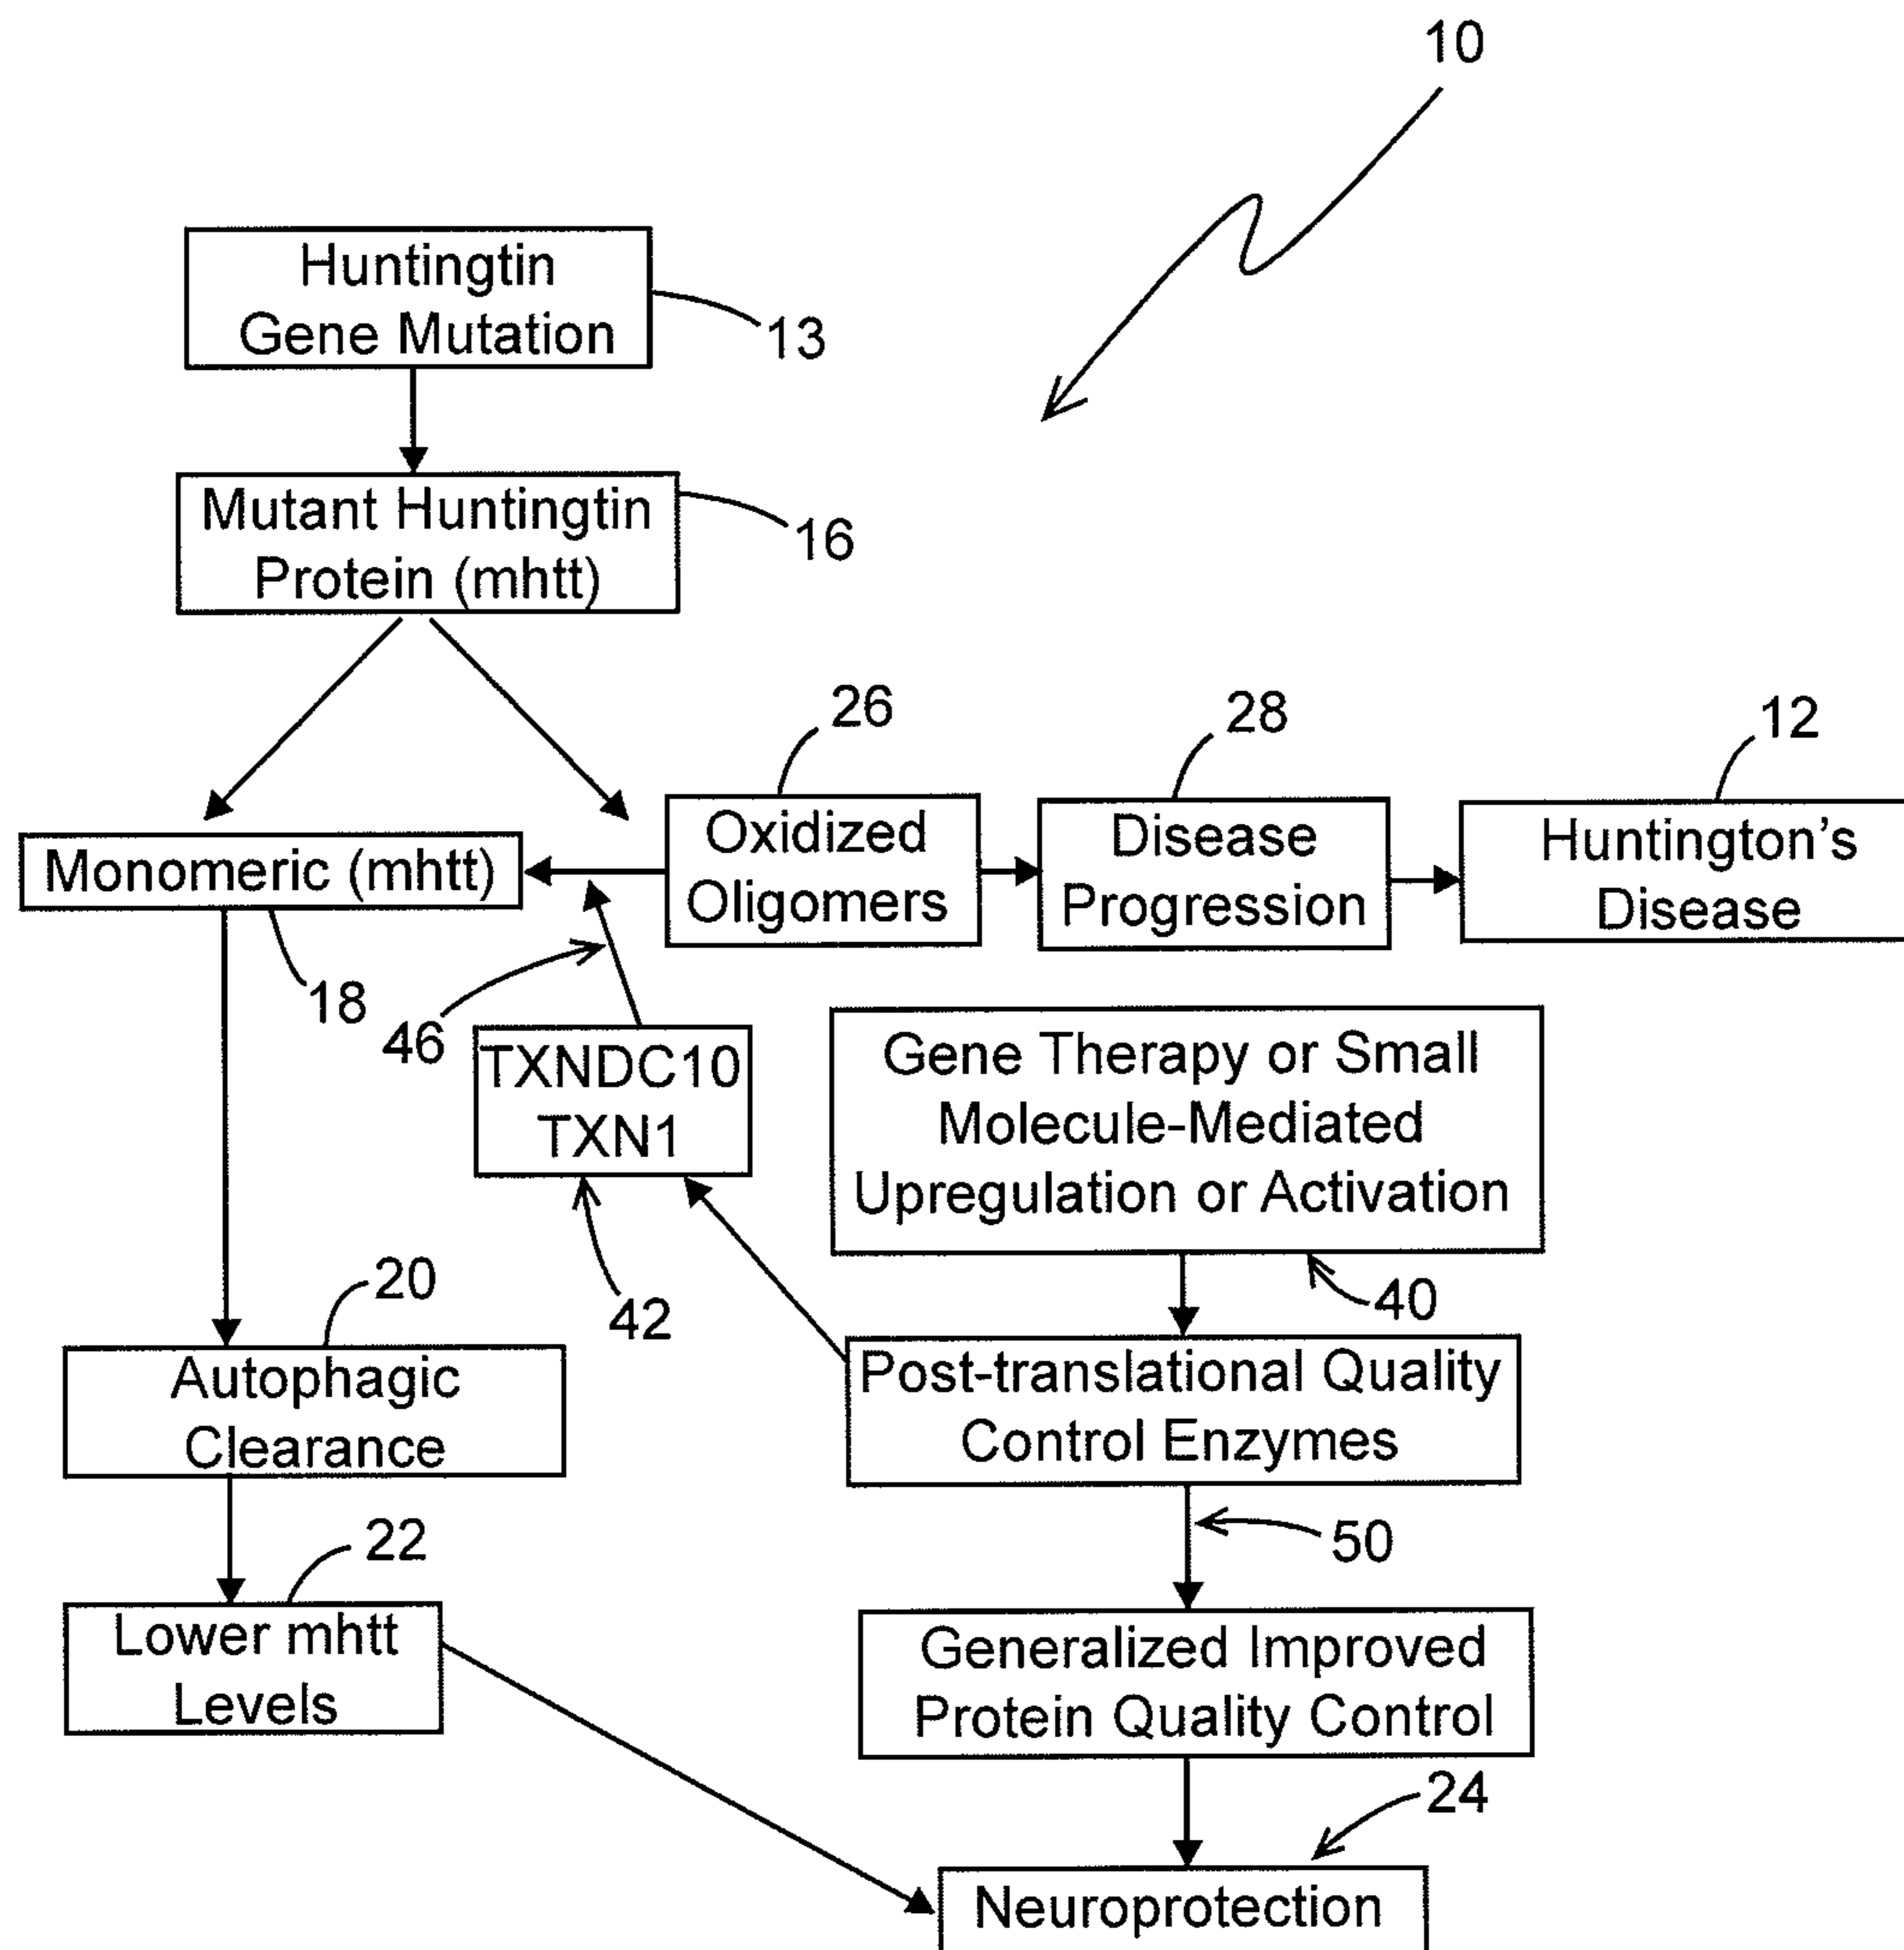 10
Huntingtin
Gene Mutation
13
Mutant Huntingtin
Protein (mhtt)
16
26
28
12
Monomeric (mhtt)
Oxidized
Oligomers
Disease
Progression
Huntington's
Disease
18
46
TXNDC10
TXN1
42
Gene Therapy or Small
Molecule-Mediated
Upregulation or Activation
40
20
Autophagic
Clearance
Post-translational Quality
Control Enzymes
50
22
Lower mhtt
Levels
Generalized Improved
Protein Quality Control
24
Neuroprotection